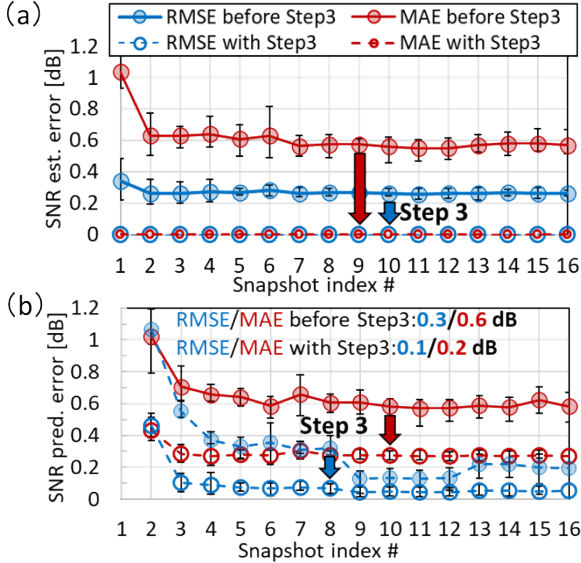 (a)
RMSE before Step3 MAE before Step3
RMSE with Step3 MAE with Step3
SNR est. error [dB]
1.2
1
0.8
0.6
0.4
0.2
0
Step 3
1 2 3 4 5 6 7 8 9 10 11 12 13 14 15 16
Snapshot index #
(b)
RMSE/MAE before Step3:0.3/0.6 dB
RMSE/MAE with Step3:0.1/0.2 dB
SNR pred. error [dB]
1.2
1
0.8
0.6
0.4
0.2
0
Step 3
1 2 3 4 5 6 7 8 9 10 11 12 13 14 15 16
Snapshot index #